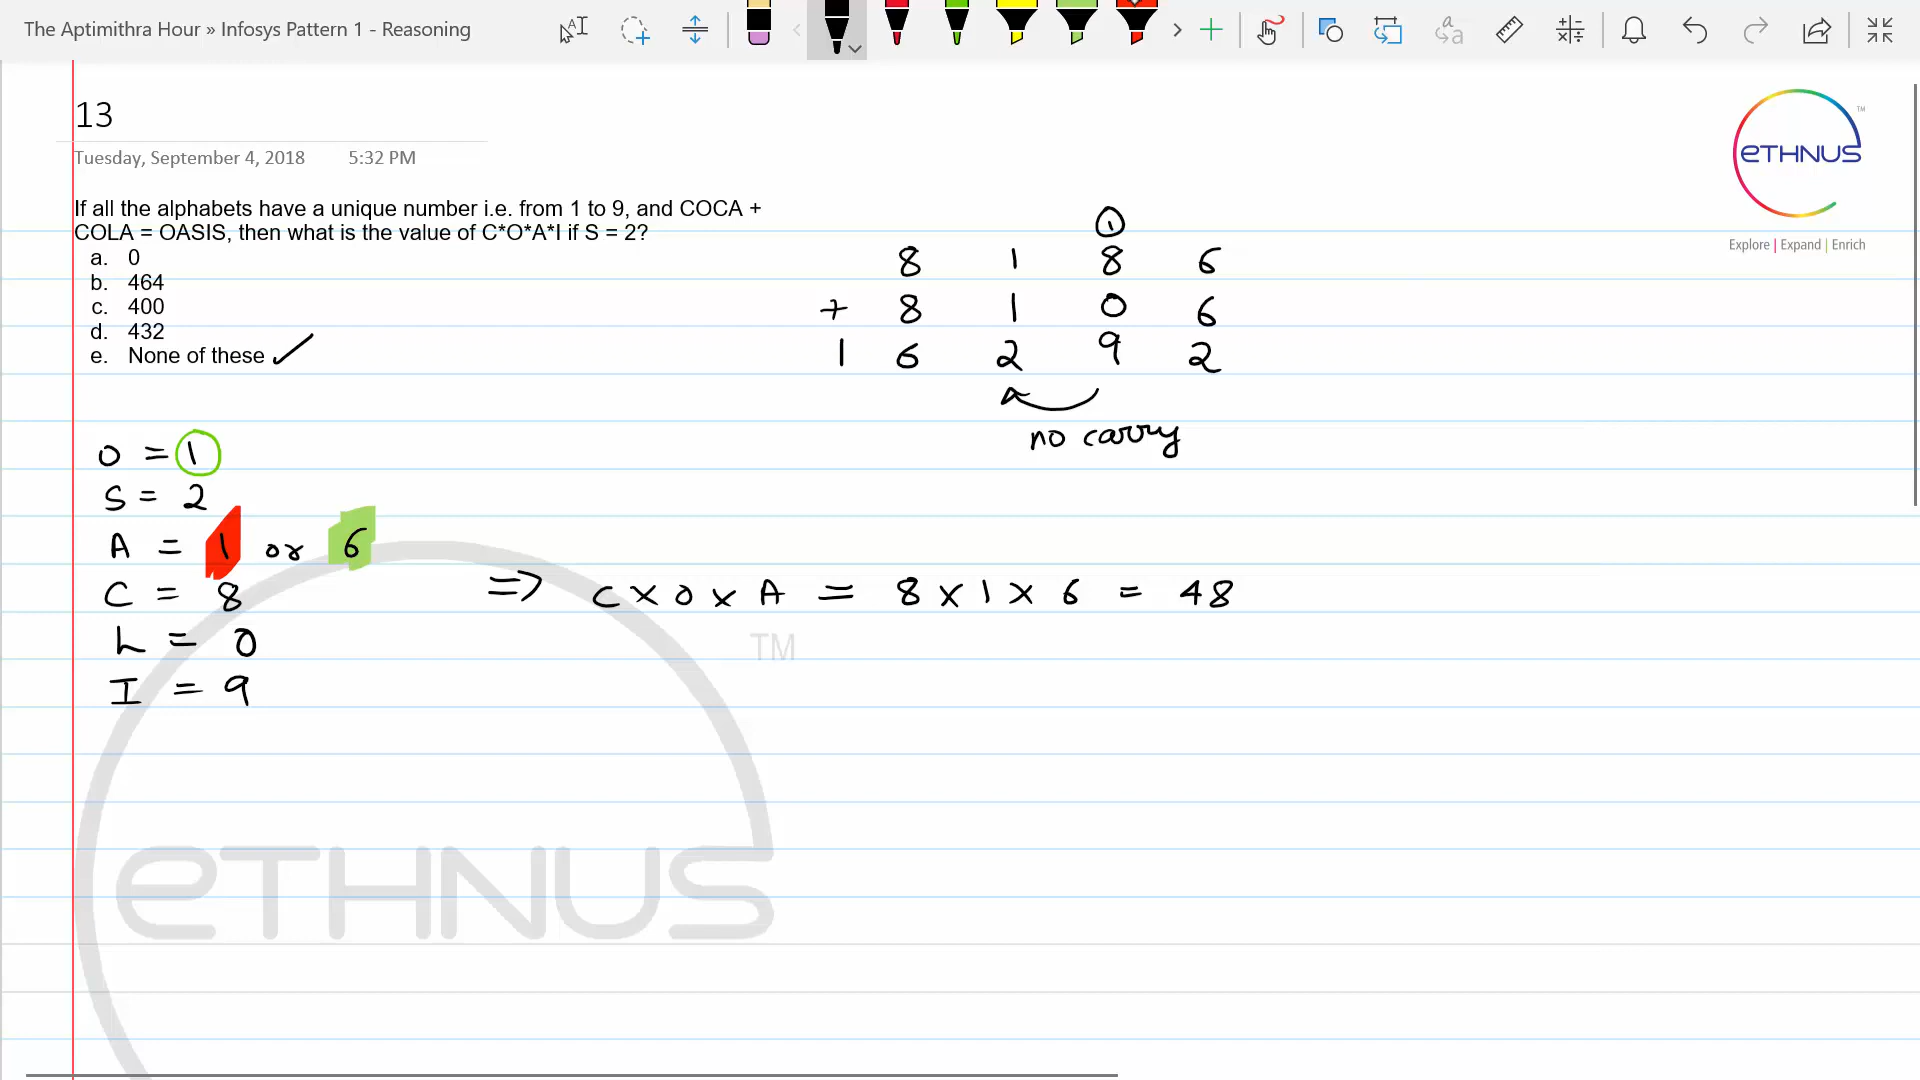 The Aptimithra Hour » Infosys Pattern 1 - Reasoning
13
Tuesday, September 4, 2018 5:32 PM
ETHNUS
TM
Explore | Expand | Enrich
If all the alphabets have a unique number i.e. from 1 to 9, and COCA +
COLA = OASIS, then what is the value of C*O*A*I if S = 2?
a. 0
b. 464
c. 400
d. 432
e. None of these ✓
1
8 1 8 6
+ 8 1 0 6
1 6 2 9 2
no carry
O = 1
S = 2
A = 1 or 6
C = 8
L = 0
I = 9
=> C x O x A = 8 x 1 x 6 = 48
TM
ETHNUS